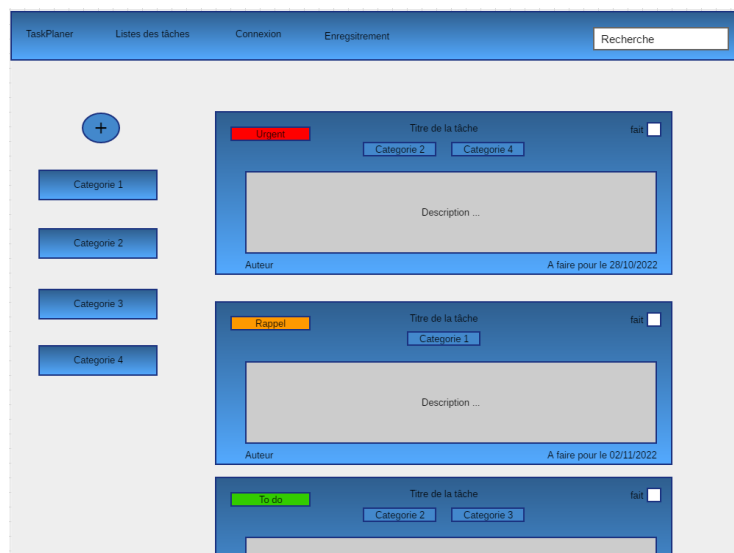 TaskPlaner Listes des tâches Connexion Enregsitrement Recherche
+
Categorie 1
Categorie 2
Categorie 3
Categorie 4
Urgent Titre de la tâche fait
Categorie 2 Categorie 4
Description ...
Auteur A faire pour le 28/10/2022
Rappel Titre de la tâche fait
Categorie 1
Description ...
Auteur A faire pour le 02/11/2022
To do Titre de la tâche fait
Categorie 2 Categorie 3